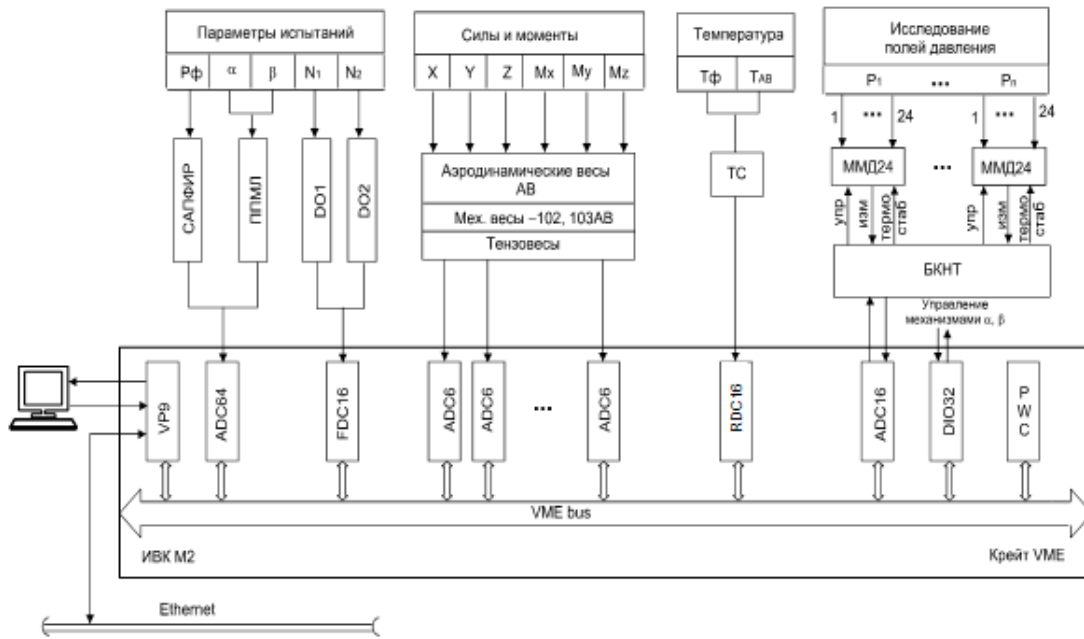 Параметры испытаний
Рф α β N1 N2
Силы и моменты
X Y Z Mx My Mz
Температура
Тф ТАВ
Исследование
полей давления
P1 ... Pn
1 ... 24
1 ... 24
САПФИР
ППМЛ
DO1
DO2
Аэродинамические весы
АВ
Мех. весы –102, 103АВ
Тензовесы
ТС
ММД24 ... ММД24
упр
изм
термо
стаб
упр
изм
термо
стаб
БКНТ
Управление
механизмами α, β
VP9
ADC64
FDC16
ADC6
ADC6
...
ADC6
RDC16
ADC16
DIO32
P
W
C
VME bus
ИВК М2
Крейт VME
Ethernet